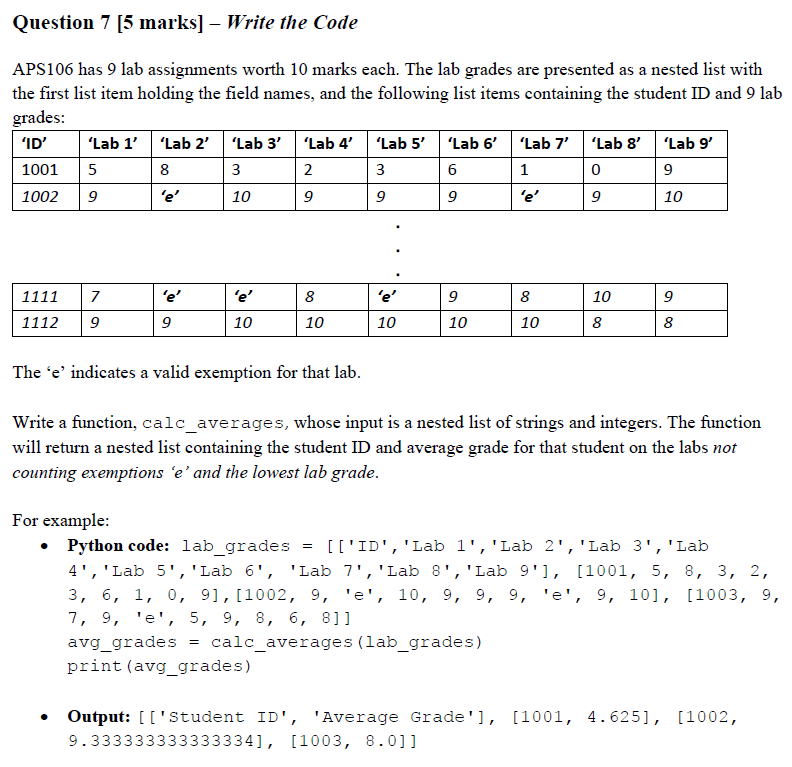 Question 7 [5 marks] – Write the Code
APS106 has 9 lab assignments worth 10 marks each. The lab grades are presented as a nested list with
the first list item holding the field names, and the following list items containing the student ID and 9 lab
grades:
‘ID’ ‘Lab 1’ ‘Lab 2’ ‘Lab 3’ ‘Lab 4’ ‘Lab 5’ ‘Lab 6’ ‘Lab 7’ ‘Lab 8’ ‘Lab 9’
1001 5 8 3 2 3 6 1 0 9
1002 9 ‘e’ 10 9 9 9 ‘e’ 9 10
.
.
.
1111 7 ‘e’ ‘e’ 8 ‘e’ 9 8 10 9
1112 9 9 10 10 10 10 10 8 8
The ‘e’ indicates a valid exemption for that lab.
Write a function, calc_averages, whose input is a nested list of strings and integers. The function
will return a nested list containing the student ID and average grade for that student on the labs not
counting exemptions ‘e’ and the lowest lab grade.
For example:
• Python code: lab_grades = [['ID','Lab 1','Lab 2','Lab 3','Lab
4','Lab 5','Lab 6', 'Lab 7','Lab 8','Lab 9'], [1001, 5, 8, 3, 2,
3, 6, 1, 0, 9],[1002, 9, 'e', 10, 9, 9, 9, 'e', 9, 10], [1003, 9,
7, 9, 'e', 5, 9, 8, 6, 8]]
avg_grades = calc_averages(lab_grades)
print(avg_grades)
• Output: [['Student ID', 'Average Grade'], [1001, 4.625], [1002,
9.333333333333334], [1003, 8.0]]